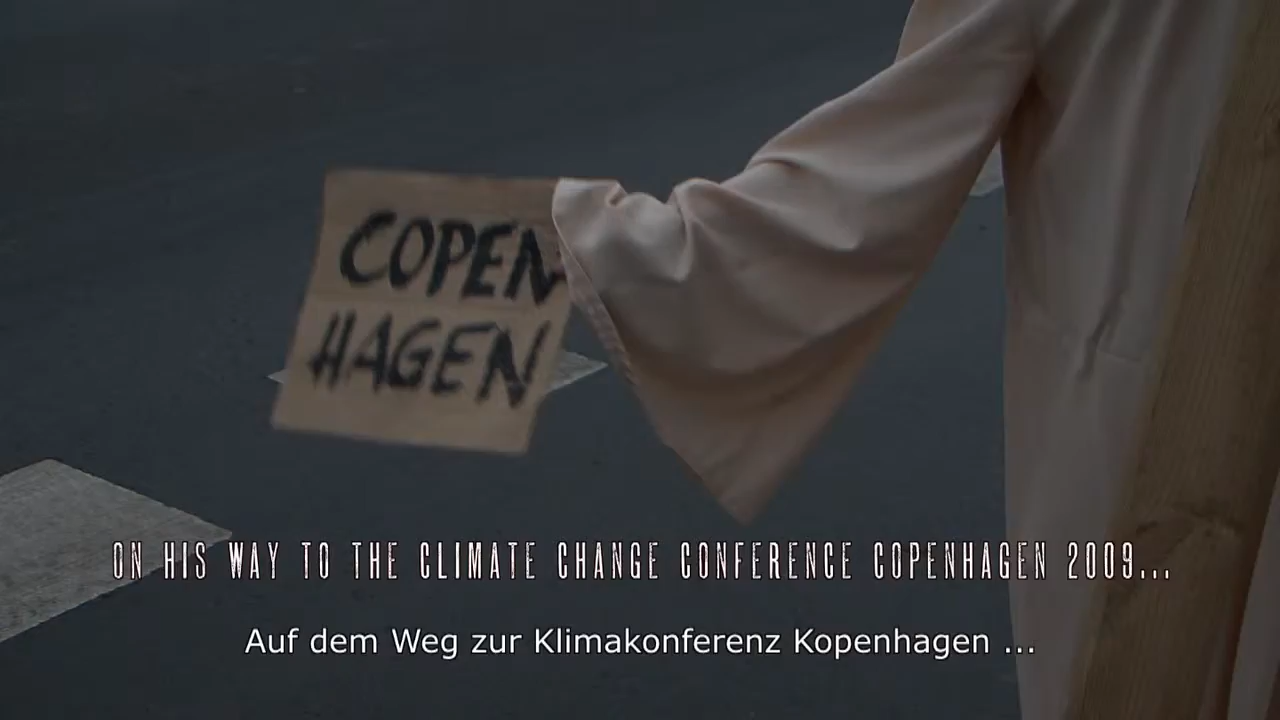 COPEN
HAGEN
ON HIS WAY TO THE CLIMATE CHANGE CONFERENCE COPENHAGEN 2009...
Auf dem Weg zur Klimakonferenz Kopenhagen ...